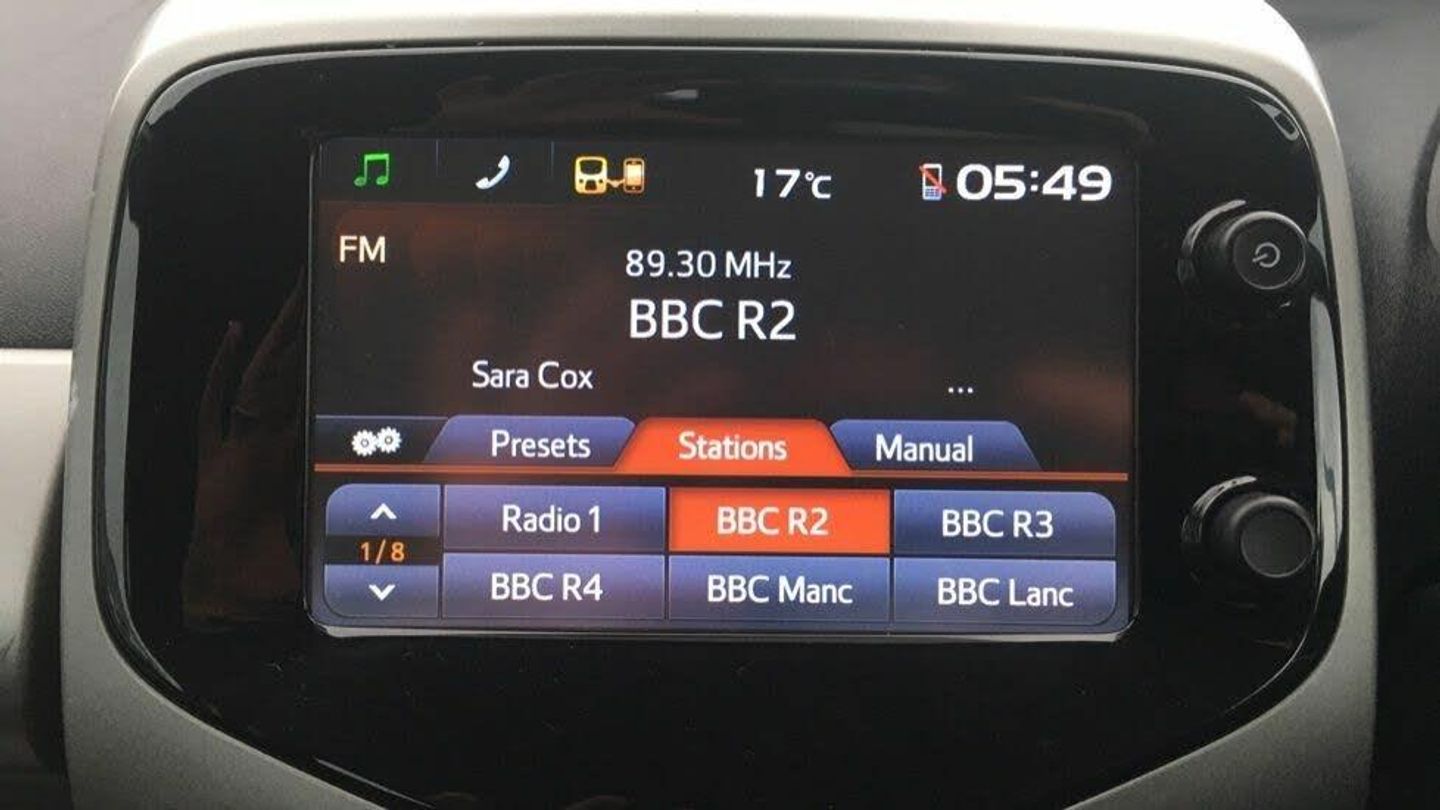 17°C
05:49
FM
89.30 MHz
BBC R2
Sara Cox
...
Presets
Stations
Manual
Radio 1
BBC R2
BBC R3
1/8
BBC R4
BBC Manc
BBC Lanc